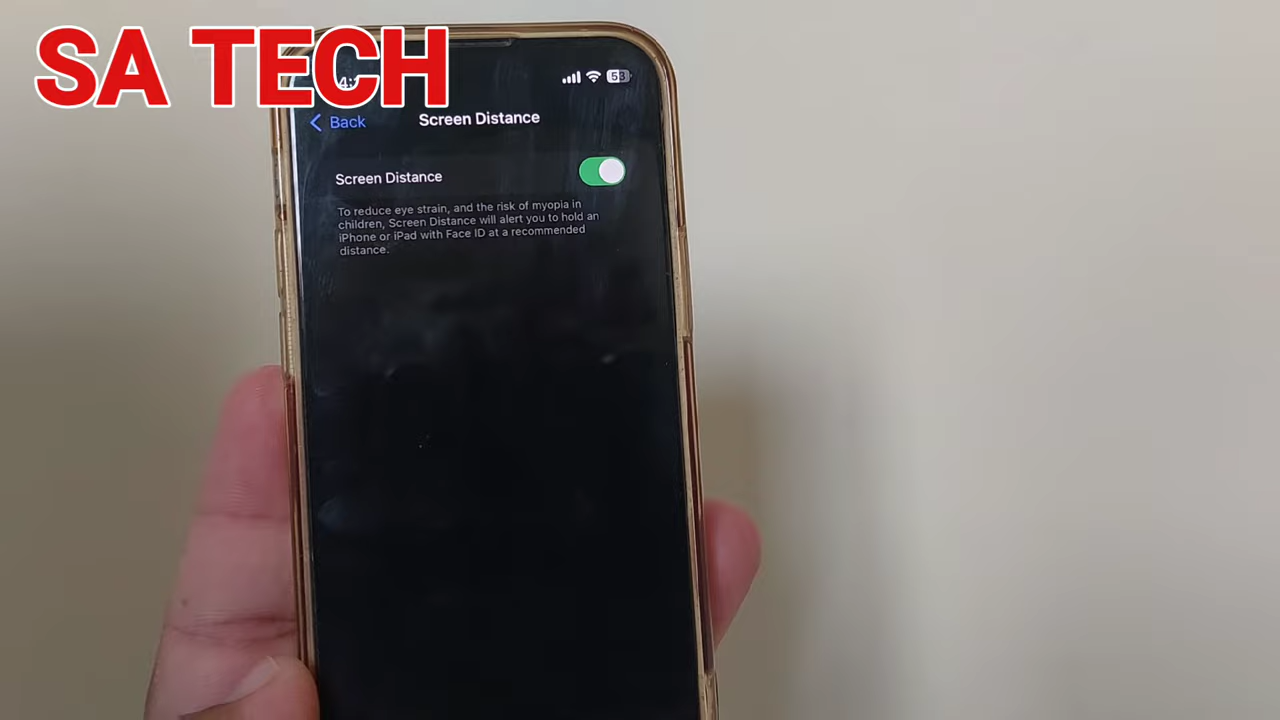 SA TECH
53
Back
Screen Distance
Screen Distance
To reduce eye strain, and the risk of myopia in
children, Screen Distance will alert you to hold an
iPhone or iPad with Face ID at a recommended
distance.